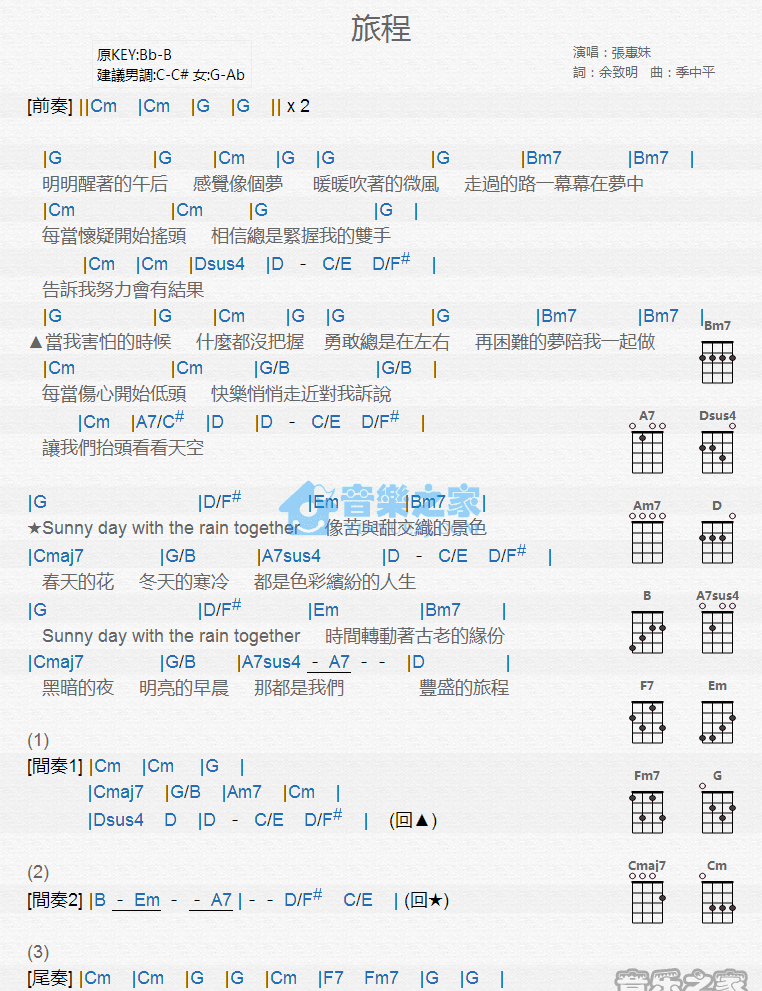 旅程
原KEY:Bb-B
建議男調:C-C# 女:G-Ab
演唱：張惠妹
詞：余致明 曲：季中平
[前奏] ||Cm |Cm |G |G || x 2
|G |G |Cm |G |G |G |Bm7 |Bm7 |
明明醒著的午后 感覺像個夢 暖暖吹著的微風 走過的路一幕幕在夢中
|Cm |Cm |G |G |
每當懷疑開始搖頭 相信總是緊握我的雙手
|Cm |Cm |Dsus4 |D - C/E D/F# |
告訴我努力會有結果
|G |G |Cm |G |G |G |Bm7 |Bm7 |
▲當我害怕的時候 什麼都沒把握 勇敢總是在左右 再困難的夢陪我一起做
|Cm |Cm |G/B |G/B |
每當傷心開始低頭 快樂悄悄走近對我訴說
|Cm |A7/C# |D |D - C/E D/F# |
讓我們抬頭看看天空
|G |D/F# |Em |Bm7 |
★Sunny day with the rain together 像苦與甜交織的景色
|Cmaj7 |G/B |A7sus4 |D - C/E D/F# |
春天的花 冬天的寒冷 都是色彩繽紛的人生
|G |D/F# |Em |Bm7 |
Sunny day with the rain together 時間轉動著古老的緣份
|Cmaj7 |G/B |A7sus4 - A7 - - |D |
黑暗的夜 明亮的早晨 那都是我們 豐盛的旅程
(1)
[間奏1] |Cm |Cm |G |
|Cmaj7 |G/B |Am7 |Cm |
|Dsus4 D |D - C/E D/F# | (回▲)
(2)
[間奏2] |B - Em - - A7 | - - D/F# C/E | (回★)
(3)
[尾奏] |Cm |Cm |G |G |Cm |F7 Fm7 |G |G |
Bm7
A7 Dsus4
Am7 D
B A7sus4
F7 Em
Fm7 G
Cmaj7 Cm
音樂之家
音乐之家